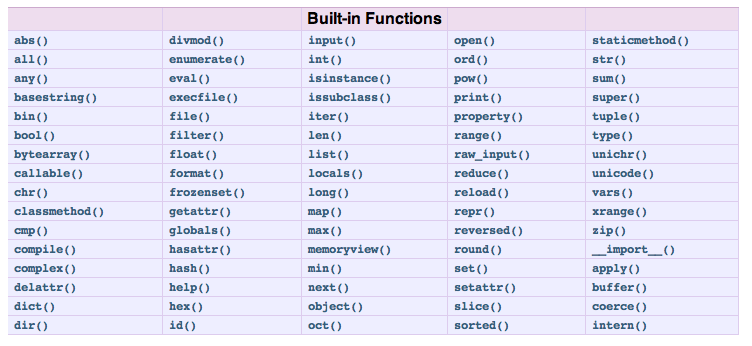 Built-in Functions
abs() divmod() input() open() staticmethod()
all() enumerate() int() ord() str()
any() eval() isinstance() pow() sum()
basestring() execfile() issubclass() print() super()
bin() file() iter() property() tuple()
bool() filter() len() range() type()
bytearray() float() list() raw_input() unichr()
callable() format() locals() reduce() unicode()
chr() frozenset() long() reload() vars()
classmethod() getattr() map() repr() xrange()
cmp() globals() max() reversed() zip()
compile() hasattr() memoryview() round() __import__()
complex() hash() min() set() apply()
delattr() help() next() setattr() buffer()
dict() hex() object() slice() coerce()
dir() id() oct() sorted() intern()